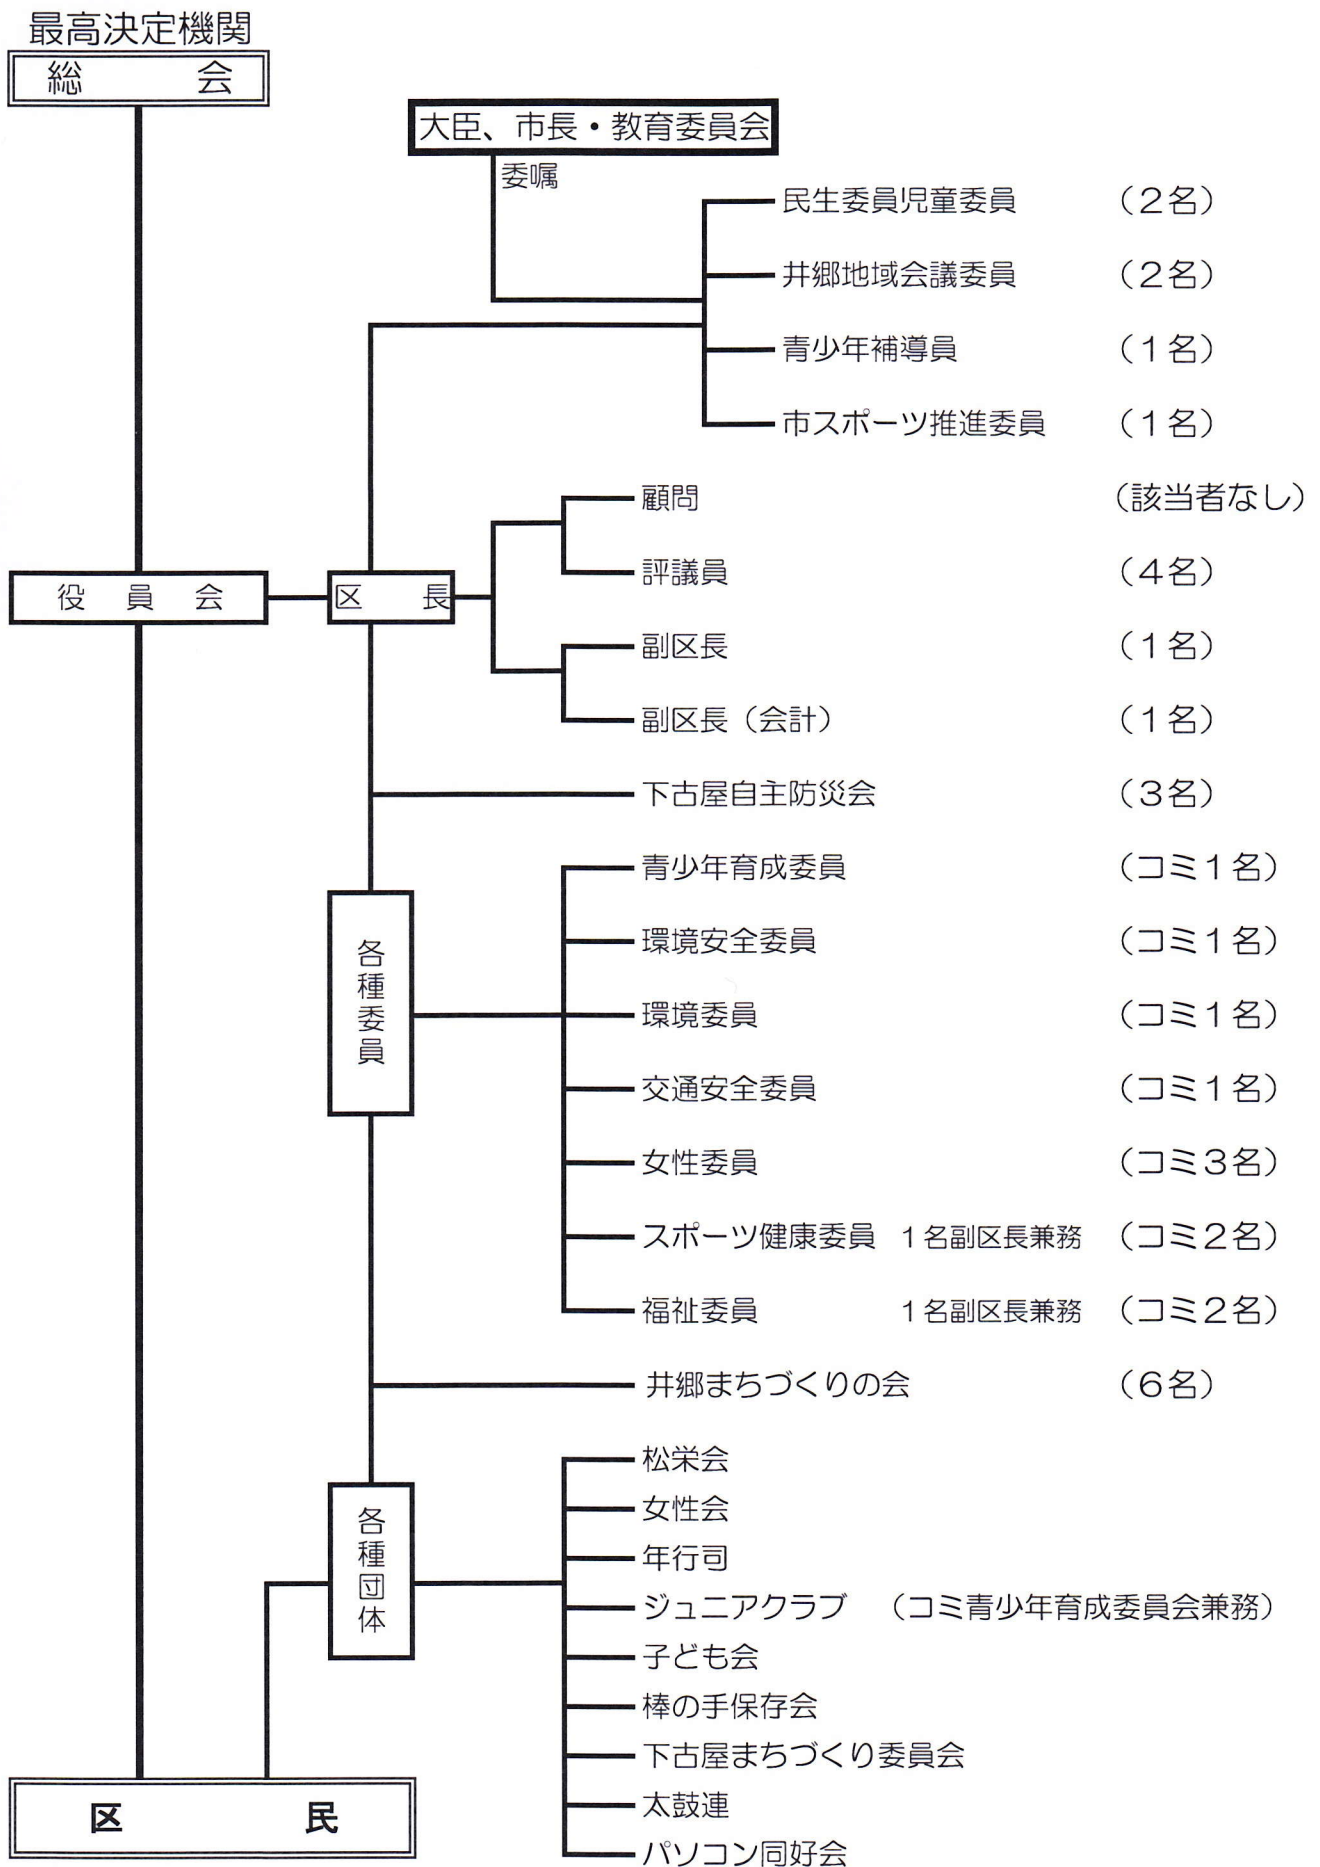 最高決定機関
総　会
大臣、市長・教育委員会
委嘱
民生委員児童委員　（２名）
井郷地域会議委員　（２名）
青少年補導員　（１名）
市スポーツ推進委員　（１名）
顧問　（該当者なし）
評議員　（４名）
役　員　会
区　長
副区長　（１名）
副区長（会計）　（１名）
下古屋自主防災会　（３名）
各種委員
青少年育成委員　（コミ１名）
環境安全委員　（コミ１名）
環境委員　（コミ１名）
交通安全委員　（コミ１名）
女性委員　（コミ３名）
スポーツ健康委員　１名副区長兼務　（コミ２名）
福祉委員　１名副区長兼務　（コミ２名）
井郷まちづくりの会　（６名）
各種団体
松栄会
女性会
年行司
ジュニアクラブ　（コミ青少年育成委員会兼務）
子ども会
棒の手保存会
下古屋まちづくり委員会
太鼓連
パソコン同好会
区　民